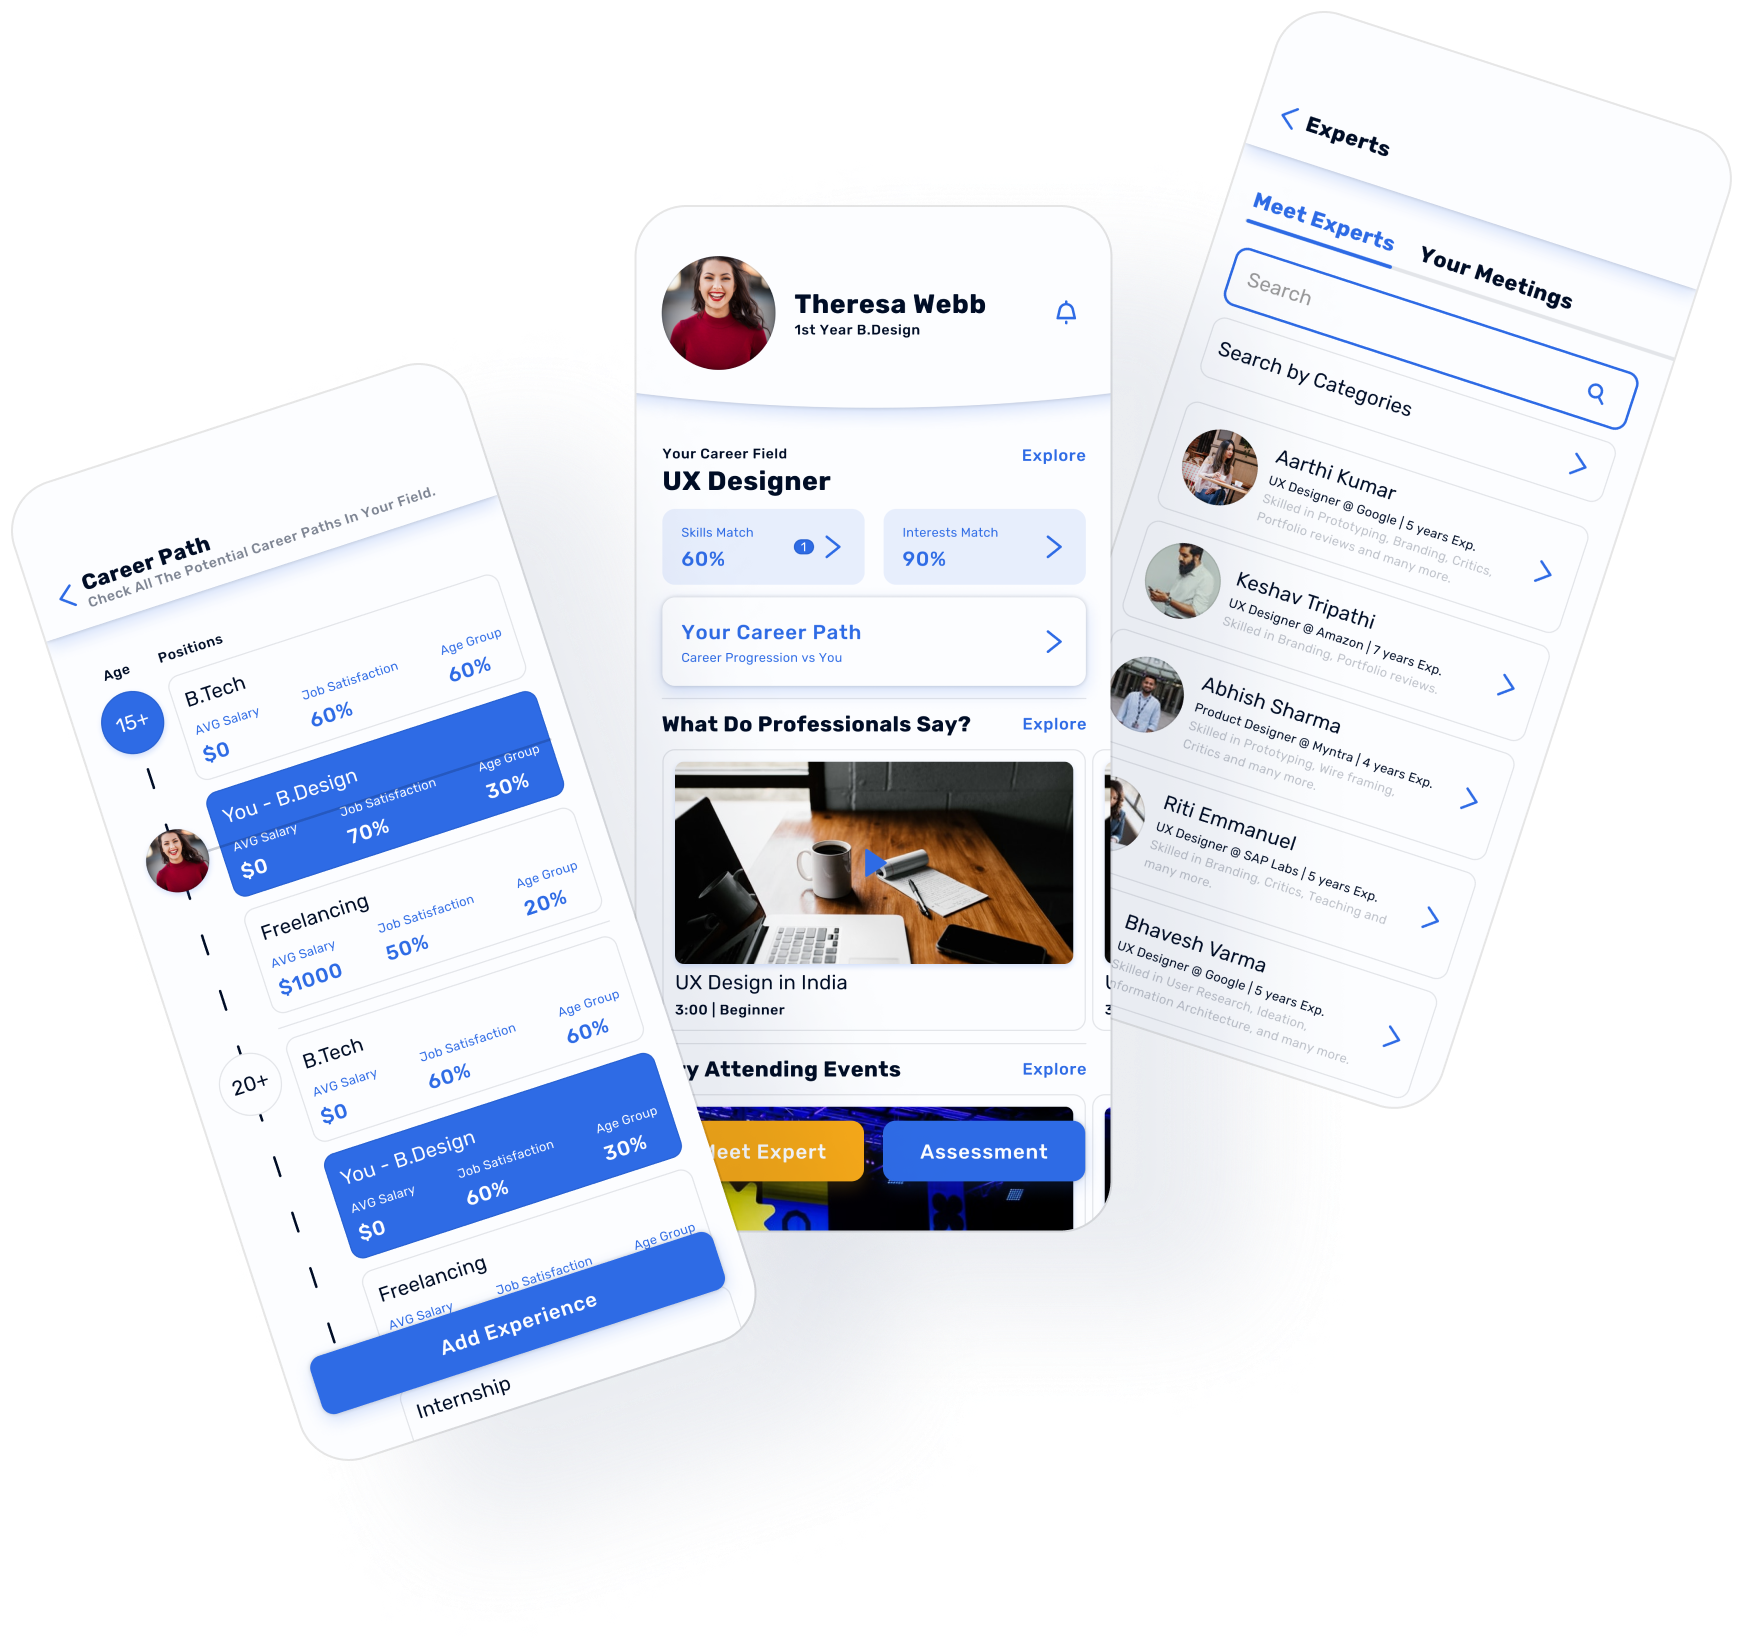 Career Path
Check All The Potential Career Paths In Your Field.
Age
Positions
15+
B.Tech
AVG Salary
$0
Job Satisfaction
60%
Age Group
60%
You - B.Design
AVG Salary
$0
Job Satisfaction
70%
Age Group
30%
Freelancing
AVG Salary
$1000
Job Satisfaction
50%
Age Group
20%
20+
B.Tech
AVG Salary
$0
Job Satisfaction
60%
Age Group
60%
You - B.Design
AVG Salary
$0
Job Satisfaction
60%
Age Group
30%
Freelancing
AVG Salary
Job Satisfaction
Age Group
Add Experience
Internship
Theresa Webb
1st Year B.Design
Your Career Field
Explore
UX Designer
Skills Match
60%
1
Interests Match
90%
Your Career Path
Career Progression vs You
What Do Professionals Say?
Explore
UX Design in India
3:00 | Beginner
Attending Events
Explore
Expert
Assessment
Experts
Meet Experts
Your Meetings
Search
Search by Categories
Aarthi Kumar
UX Designer @ Google | 5 years Exp.
Skilled in Prototyping, Branding, Critics,
Portfolio reviews and many more.
Keshav Tripathi
UX Designer @ Amazon | 7 years Exp.
Skilled in Branding, Portfolio reviews.
Abhish Sharma
Product Designer @ Myntra | 4 years Exp.
Skilled in Prototyping, Wire framing,
Critics and many more.
Riti Emmanuel
UX Designer @ SAP Labs | 5 years Exp.
Skilled in Branding, Critics, Teaching and
many more.
Bhavesh Varma
UX Designer @ Google | 5 years Exp.
Skilled in User Research, Ideation,
Information Architecture, and many more.